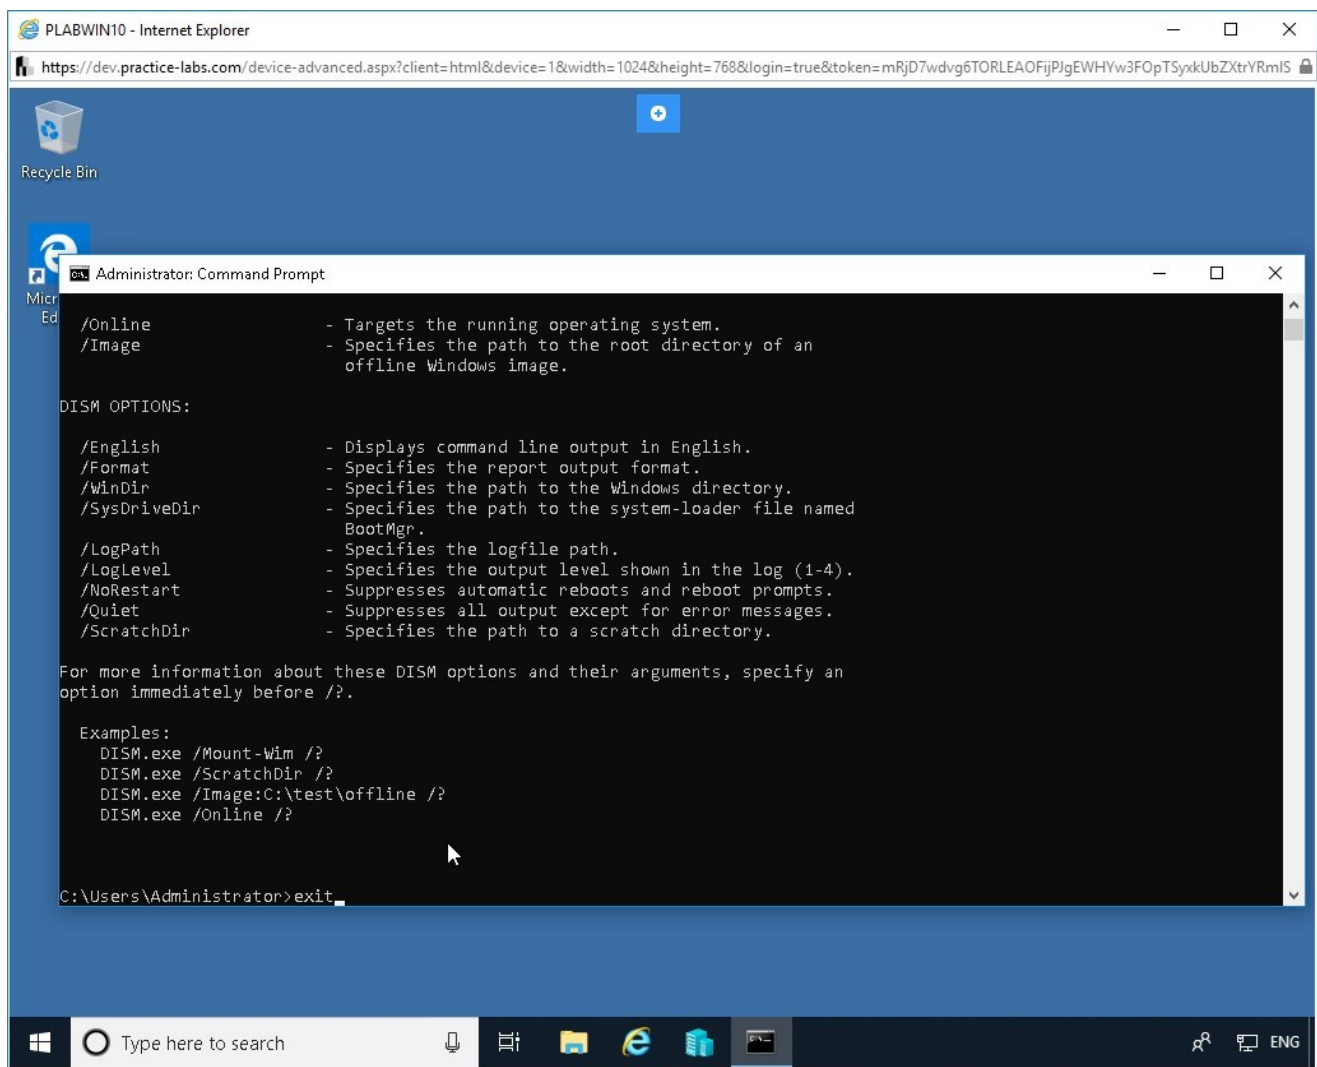 PLABWIN10 - Internet Explorer
https://dev.practice-labs.com/device-advanced.aspx?client=html&device=1&width=1024&height=768&login=true&token=mRjD7wdvg6TORLEAOFijPJgEWHYw3FOpTSyxkUbZXtrYRmIS
Recycle Bin
Administrator: Command Prompt
Micr
Ed
/Online - Targets the running operating system.
/Image - Specifies the path to the root directory of an
offline Windows image.
DISM OPTIONS:
/English - Displays command line output in English.
/Format - Specifies the report output format.
/WinDir - Specifies the path to the Windows directory.
/SysDriveDir - Specifies the path to the system-loader file named
BootMgr.
/LogPath - Specifies the logfile path.
/LogLevel - Specifies the output level shown in the log (1-4).
/NoRestart - Suppresses automatic reboots and reboot prompts.
/Quiet - Suppresses all output except for error messages.
/ScratchDir - Specifies the path to a scratch directory.
For more information about these DISM options and their arguments, specify an
option immediately before /?.
Examples:
DISM.exe /Mount-Wim /?
DISM.exe /ScratchDir /?
DISM.exe /Image:C:\test\offline /?
DISM.exe /Online /?
C:\Users\Administrator>exit
Type here to search
ENG